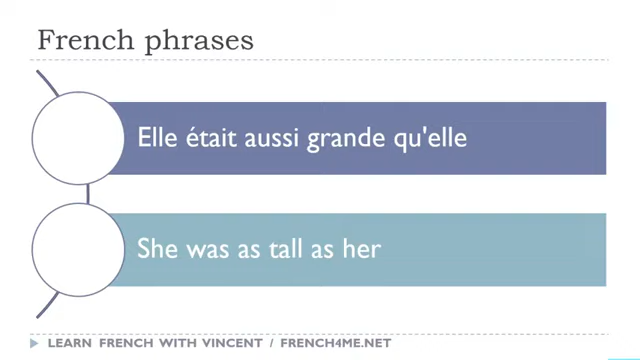 French phrases
Elle était aussi grande qu'elle
She was as tall as her
LEARN FRENCH WITH VINCENT / FRENCH4ME.NET